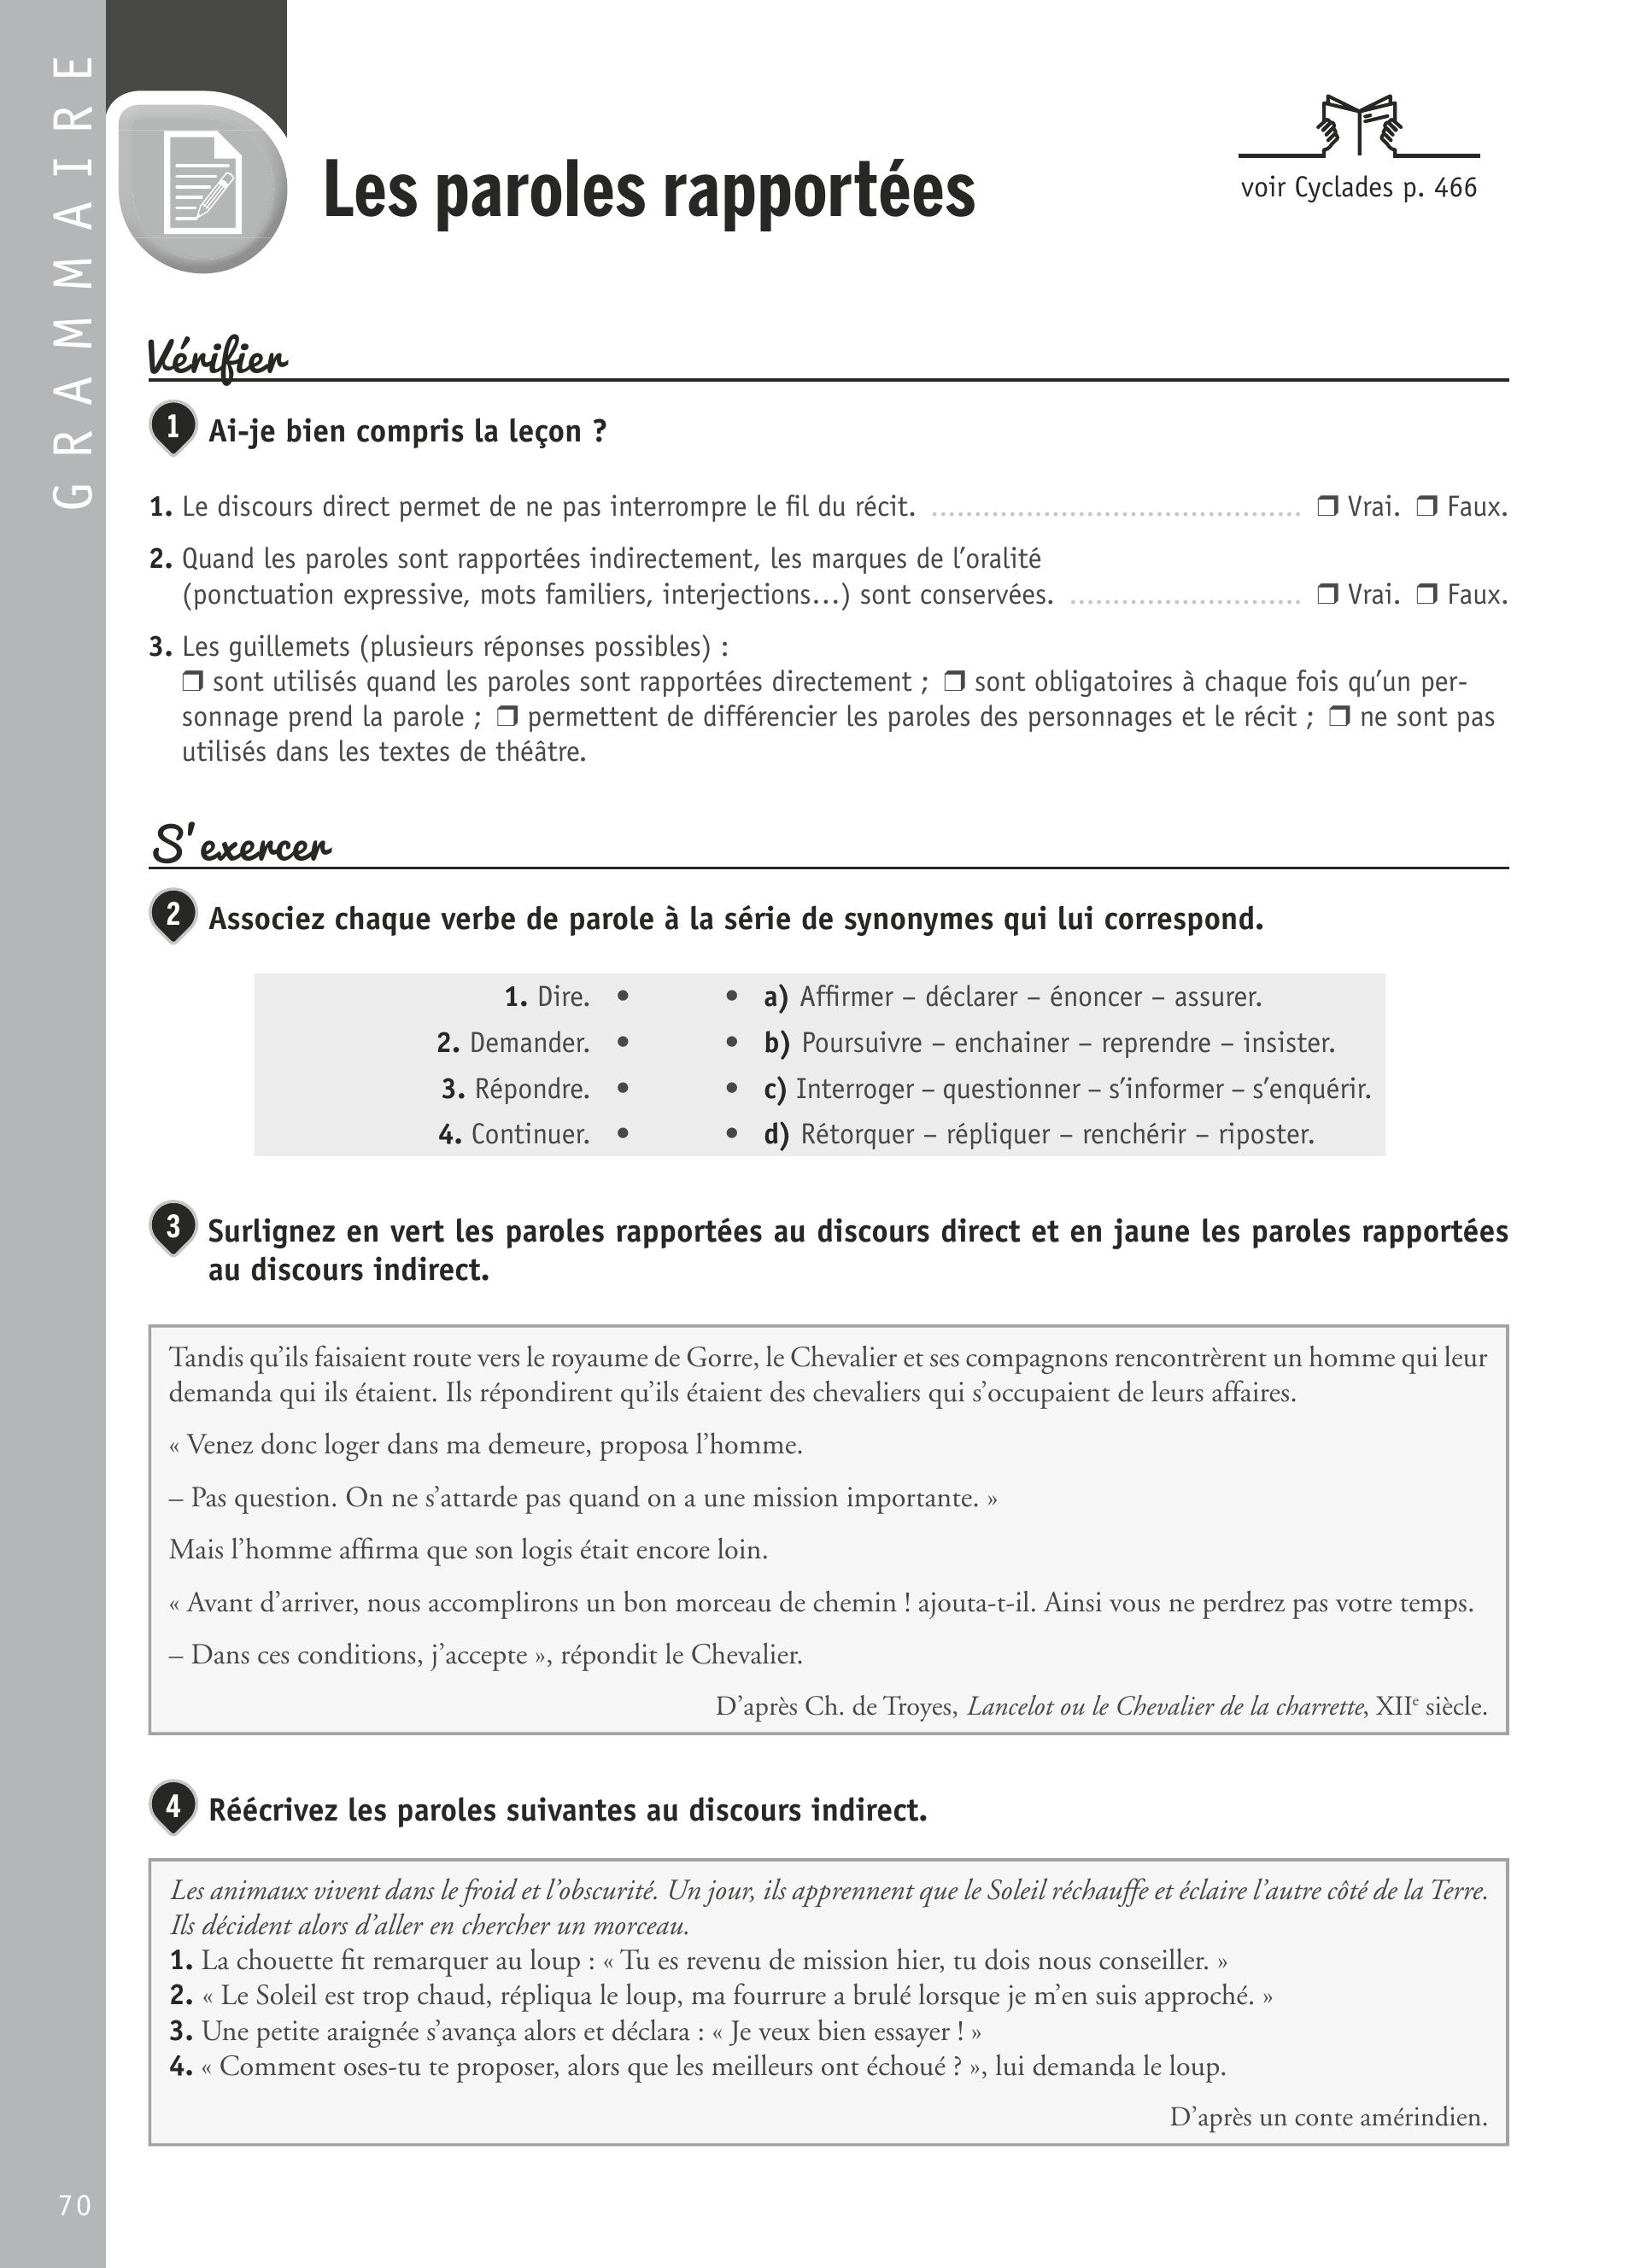 GRAMMAIRE
Les paroles rapportées
voir Cyclades p. 466
Vérifier
1 Ai-je bien compris la leçon ?
1. Le discours direct permet de ne pas interrompre le fil du récit. ........................................... ❒ Vrai. ❒ Faux.
2. Quand les paroles sont rapportées indirectement, les marques de l’oralité
(ponctuation expressive, mots familiers, interjections…) sont conservées. ........................... ❒ Vrai. ❒ Faux.
3. Les guillemets (plusieurs réponses possibles) :
❒ sont utilisés quand les paroles sont rapportées directement ; ❒ sont obligatoires à chaque fois qu’un per-
sonnage prend la parole ; ❒ permettent de différencier les paroles des personnages et le récit ; ❒ ne sont pas
utilisés dans les textes de théâtre.
S’exercer
2 Associez chaque verbe de parole à la série de synonymes qui lui correspond.
1. Dire. • • a) Affirmer – déclarer – énoncer – assurer.
2. Demander. • • b) Poursuivre – enchainer – reprendre – insister.
3. Répondre. • • c) Interroger – questionner – s’informer – s’enquérir.
4. Continuer. • • d) Rétorquer – répliquer – renchérir – riposter.
3 Surlignez en vert les paroles rapportées au discours direct et en jaune les paroles rapportées
au discours indirect.
Tandis qu’ils faisaient route vers le royaume de Gorre, le Chevalier et ses compagnons rencontrèrent un homme qui leur
demanda qui ils étaient. Ils répondirent qu’ils étaient des chevaliers qui s’occupaient de leurs affaires.
« Venez donc loger dans ma demeure, proposa l’homme.
– Pas question. On ne s’attarde pas quand on a une mission importante. »
Mais l’homme affirma que son logis était encore loin.
« Avant d’arriver, nous accomplirons un bon morceau de chemin ! ajouta-t-il. Ainsi vous ne perdrez pas votre temps.
– Dans ces conditions, j’accepte », répondit le Chevalier.
D’après Ch. de Troyes, Lancelot ou le Chevalier de la charrette, XIIe siècle.
4 Réécrivez les paroles suivantes au discours indirect.
Les animaux vivent dans le froid et l’obscurité. Un jour, ils apprennent que le Soleil réchauffe et éclaire l’autre côté de la Terre.
Ils décident alors d’aller en chercher un morceau.
1. La chouette fit remarquer au loup : « Tu es revenu de mission hier, tu dois nous conseiller. »
2. « Le Soleil est trop chaud, répliqua le loup, ma fourrure a brulé lorsque je m’en suis approché. »
3. Une petite araignée s’avança alors et déclara : « Je veux bien essayer ! »
4. « Comment oses-tu te proposer, alors que les meilleurs ont échoué ? », lui demanda le loup.
D’après un conte amérindien.
70